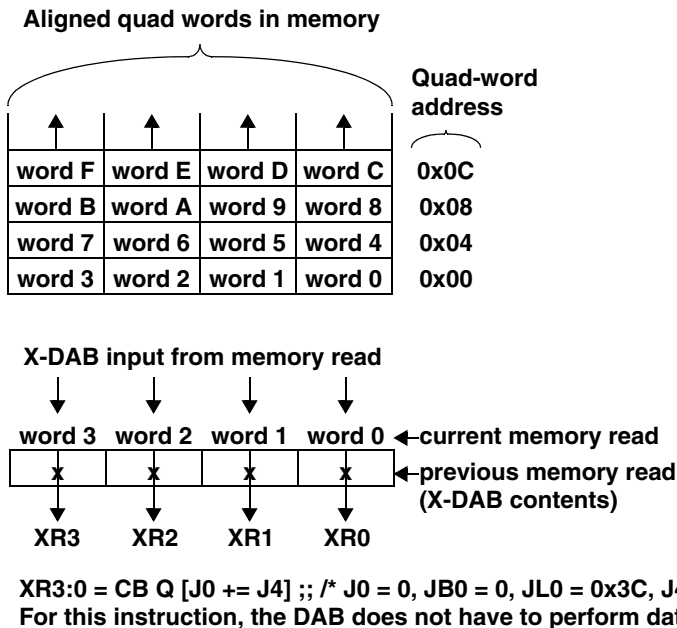 Aligned quad words in memory
Quad-word
address
word F word E word D word C 0x0C
word B word A word 9 word 8 0x08
word 7 word 6 word 5 word 4 0x04
word 3 word 2 word 1 word 0 0x00
X-DAB input from memory read
word 3 word 2 word 1 word 0 current memory read
x x x x previous memory read
(X-DAB contents)
XR3 XR2 XR1 XR0
XR3:0 = CB Q [J0 += J4] ;; /* J0 = 0, JB0 = 0, JL0 = 0x3C, J4
For this instruction, the DAB does not have to perform dat